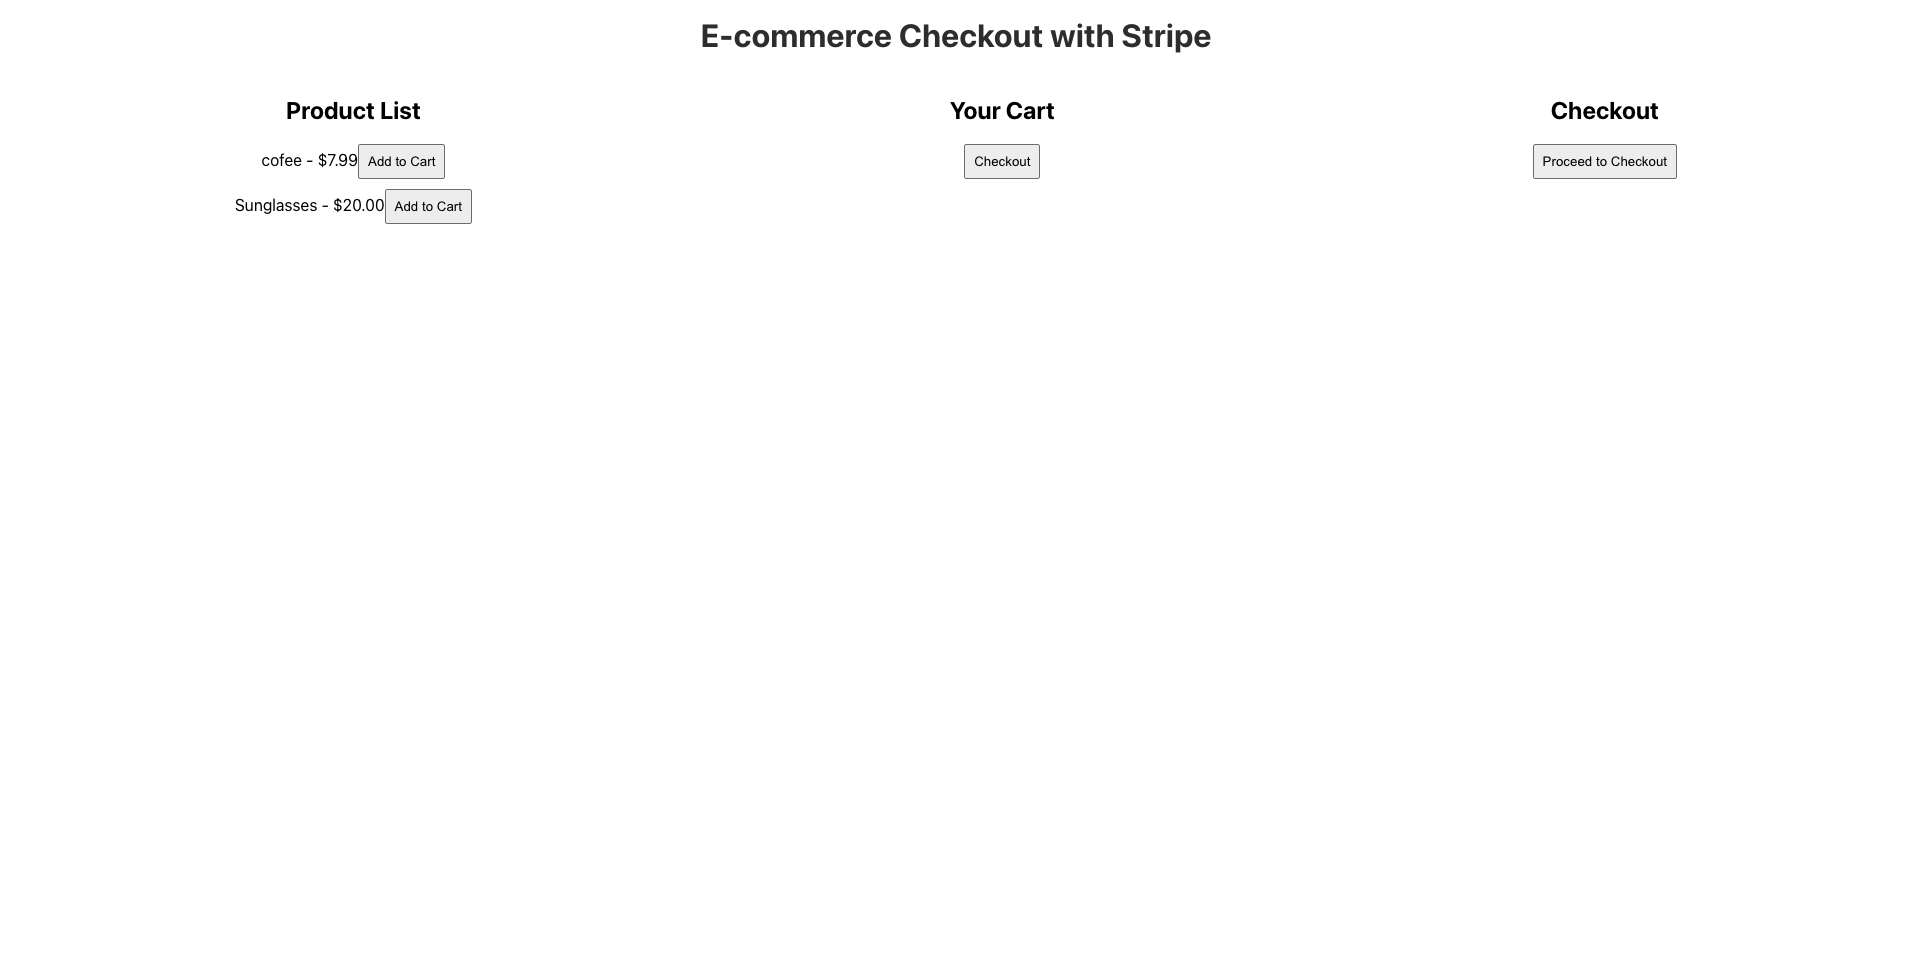 E-commerce Checkout with Stripe
Product List
cofee - $7.99 Add to Cart
Sunglasses - $20.00 Add to Cart
Your Cart
Checkout
Checkout
Proceed to Checkout